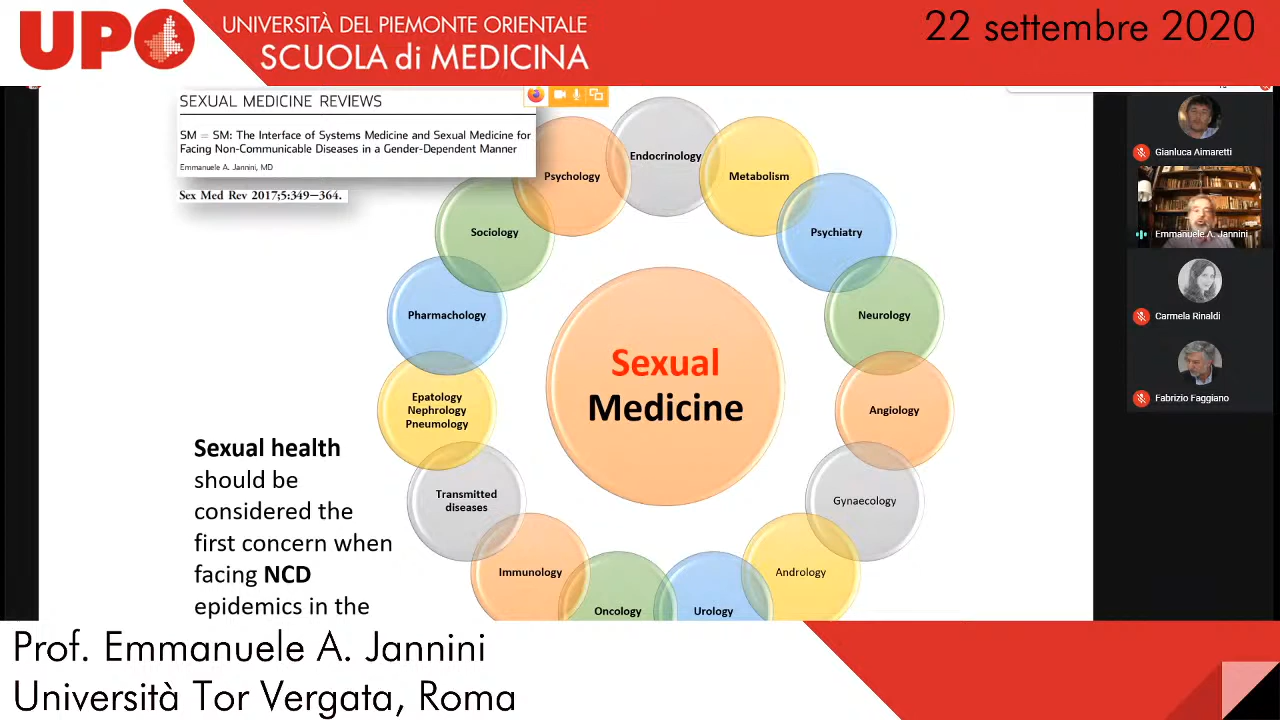 UPO
UNIVERSITÀ DEL PIEMONTE ORIENTALE
SCUOLA di MEDICINA
22 settembre 2020
SEXUAL MEDICINE REVIEWS
SM = SM: The Interface of Systems Medicine and Sexual Medicine for
Facing Non-Communicable Diseases in a Gender-Dependent Manner
Emmanuele A. Jannini, MD
Sex Med Rev 2017;5:349–364.
Endocrinology
Metabolism
Psychiatry
Neurology
Angiology
Gynaecology
Andrology
Urology
Oncology
Immunology
Transmitted
diseases
Epatology
Nephrology
Pneumology
Pharmachology
Sociology
Psychology
Sexual
Medicine
Sexual health
should be
considered the
first concern when
facing NCD
epidemics in the
Gianluca Aimaretti
Emmanuele A. Jannini
Carmela Rinaldi
Fabrizio Faggiano
Prof. Emmanuele A. Jannini
Università Tor Vergata, Roma